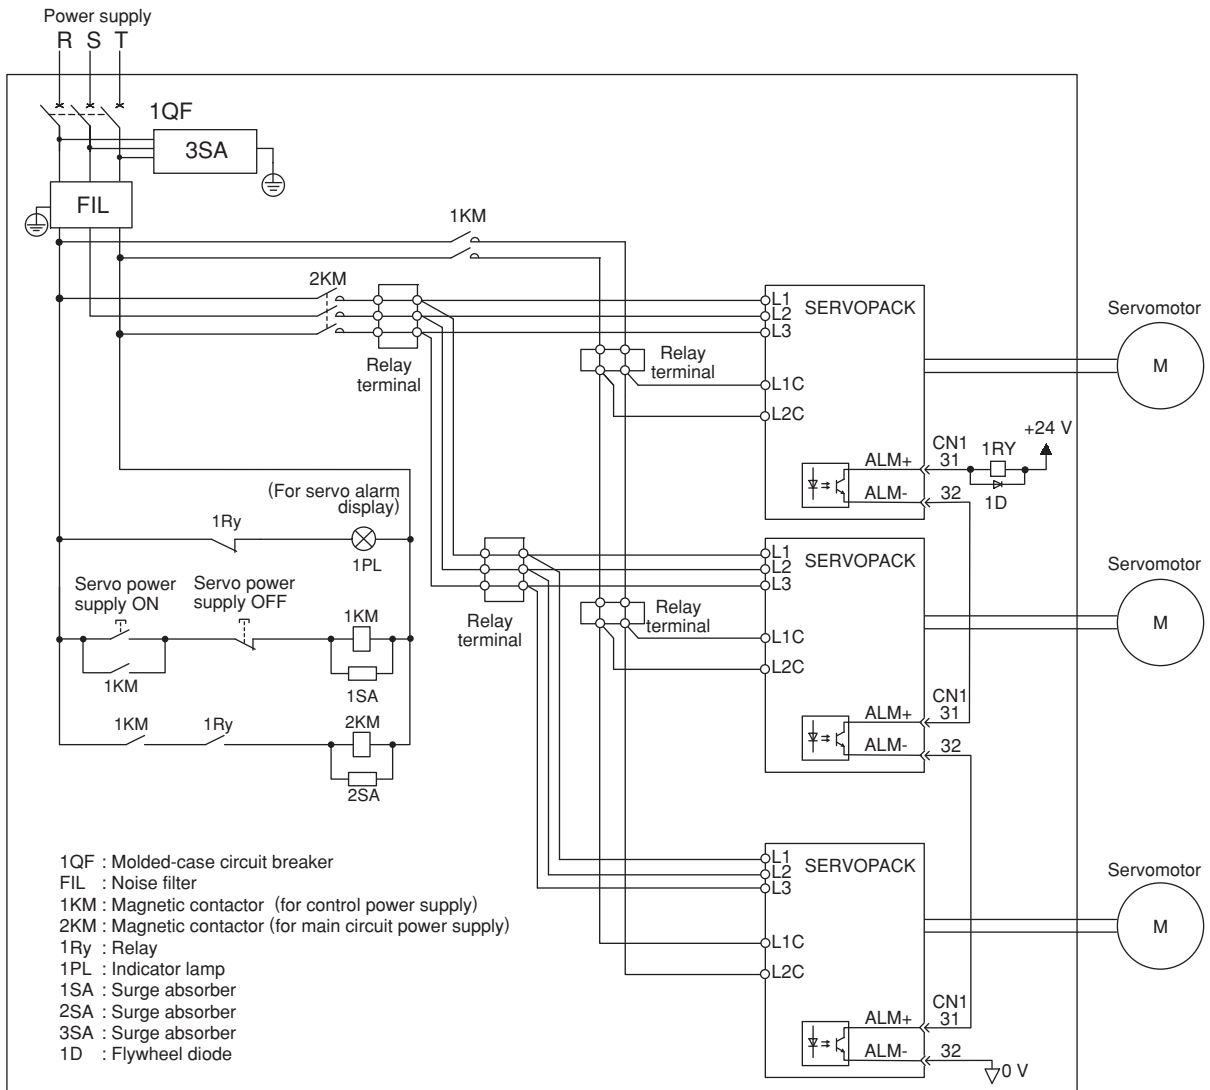 Power supply
R S T
1QF
3SA
FIL
1KM
2KM
Relay
terminal
Relay
terminal
L1
L2
L3
L1C
L2C
SERVOPACK
Servomotor
M
+24 V
CN1
1RY
ALM+
31
ALM-
32
1D
(For servo alarm
display)
1Ry
1PL
Servo power
supply ON
Servo power
supply OFF
1KM
1KM
1SA
1KM
1Ry
2KM
2SA
Relay
terminal
Relay
terminal
L1
L2
L3
L1C
L2C
SERVOPACK
Servomotor
M
CN1
ALM+
31
ALM-
32
L1
L2
L3
L1C
L2C
SERVOPACK
Servomotor
M
CN1
ALM+
31
ALM-
32
0 V
1QF : Molded-case circuit breaker
FIL : Noise filter
1KM : Magnetic contactor (for control power supply)
2KM : Magnetic contactor (for main circuit power supply)
1Ry : Relay
1PL : Indicator lamp
1SA : Surge absorber
2SA : Surge absorber
3SA : Surge absorber
1D : Flywheel diode